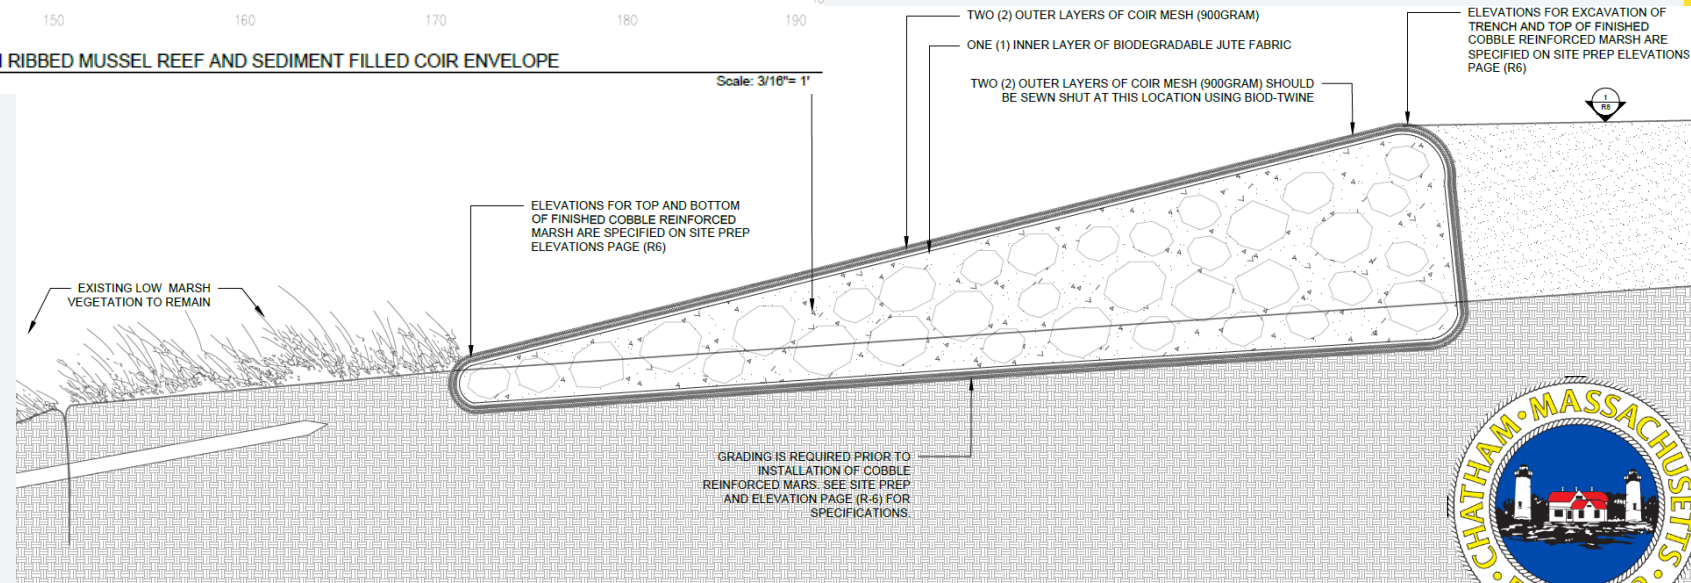 150 160 170 180 190
RIBBED MUSSEL REEF AND SEDIMENT FILLED COIR ENVELOPE
Scale: 3/16"= 1'
TWO (2) OUTER LAYERS OF COIR MESH (900GRAM)
ONE (1) INNER LAYER OF BIODEGRADABLE JUTE FABRIC
TWO (2) OUTER LAYERS OF COIR MESH (900GRAM) SHOULD
BE SEWN SHUT AT THIS LOCATION USING BIOD-TWINE
ELEVATIONS FOR EXCAVATION OF
TRENCH AND TOP OF FINISHED
COBBLE REINFORCED MARSH ARE
SPECIFIED ON SITE PREP ELEVATIONS
PAGE (R6)
1
R6
ELEVATIONS FOR TOP AND BOTTOM
OF FINISHED COBBLE REINFORCED
MARSH ARE SPECIFIED ON SITE PREP
ELEVATIONS PAGE (R6)
EXISTING LOW MARSH
VEGETATION TO REMAIN
GRADING IS REQUIRED PRIOR TO
INSTALLATION OF COBBLE
REINFORCED MARS. SEE SITE PREP
AND ELEVATION PAGE (R-6) FOR
SPECIFICATIONS.
CHATHAM • MASSACHUSETTS •